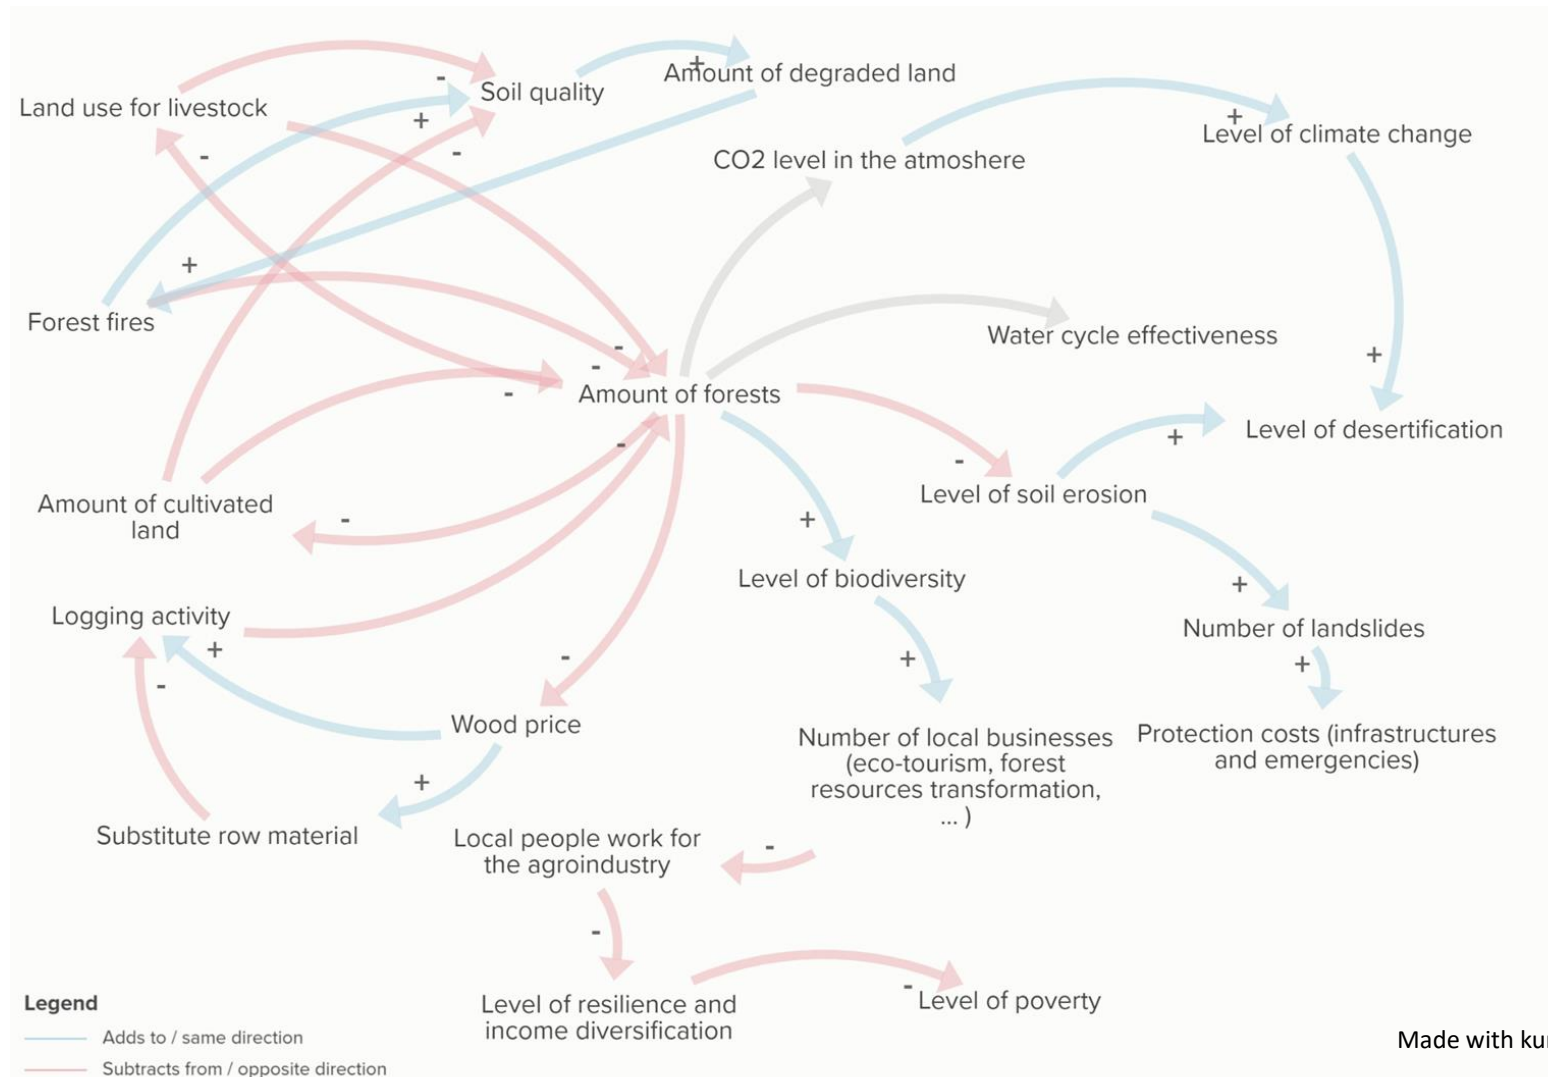 Land use for livestock
Soil quality
Amount of degraded land
CO2 level in the atmoshere
Level of climate change
-
+
+
+
-
-
+
Forest fires
Water cycle effectiveness
+
-
-
-
Amount of forests
Level of desertification
+
-
-
Level of soil erosion
Amount of cultivated
land
-
+
Level of biodiversity
+
Logging activity
+
Number of landslides
-
+
+
-
Wood price
Number of local businesses
(eco-tourism, forest
resources transformation,
... )
Protection costs (infrastructures
and emergencies)
+
Substitute row material
Local people work for
the agroindustry
-
-
Level of resilience and
income diversification
-
Level of poverty
Legend
Adds to / same direction
Subtracts from / opposite direction
Made with